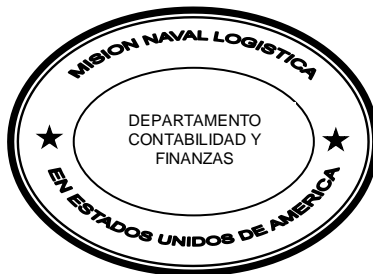 MISION NAVAL LOGISTICA
DEPARTAMENTO
CONTABILIDAD Y
FINANZAS
EN ESTADOS UNIDOS DE AMERICA